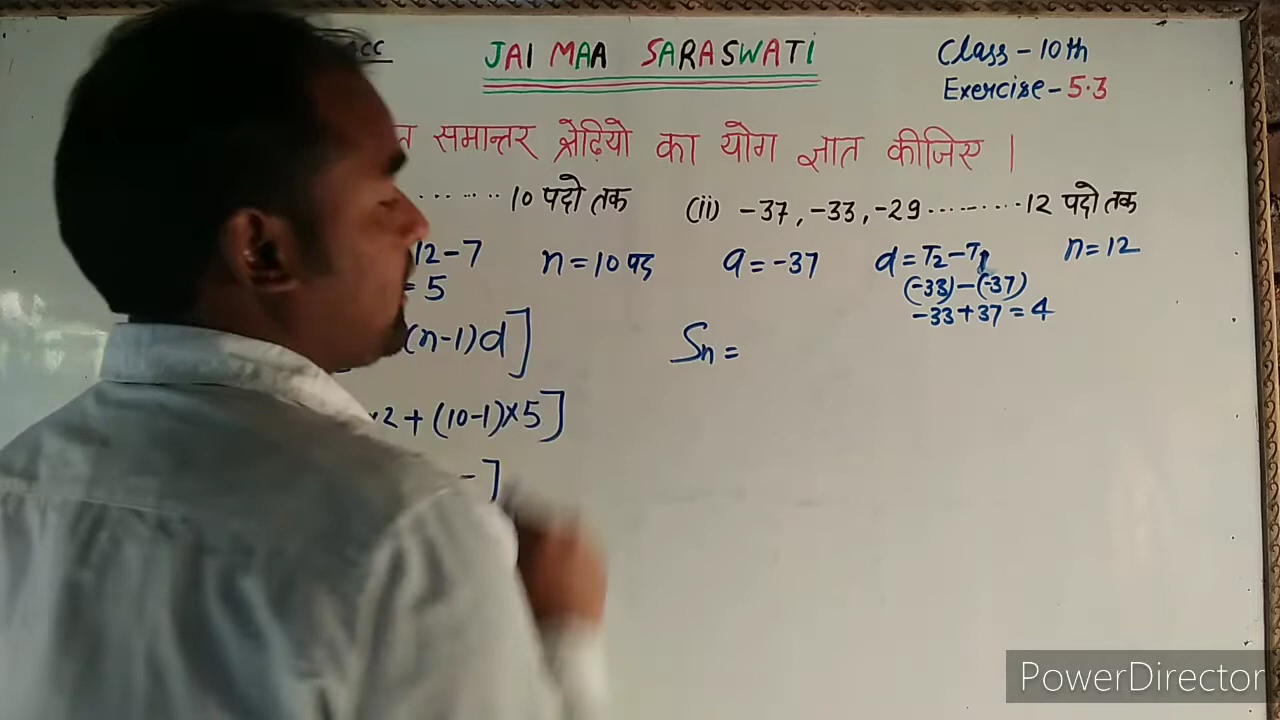 CC JAI MAA SARASWATI Class - 10th
Exercise - 5.3
समान्तर श्रेढ़ियो का योग ज्ञात कीजिए ।
........ 10 पदो तक (ii) -37, -33, -29 .......... 12 पदो तक
12 - 7 n = 10 पद a = -37 d = T2 - T1 n = 12
= 5 (-33) - (-37)
-33 + 37 = 4
(n-1)d] Sn =
×2 + (10-1)×5]
]
PowerDirector